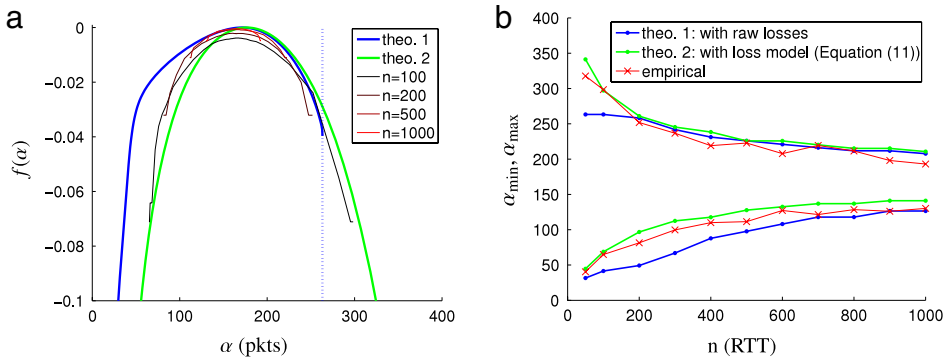 a
0
−0.02
−0.04
−0.06
−0.08
−0.1
f(α)
theo. 1
theo. 2
n=100
n=200
n=500
n=1000
0 100 200 300 400
α (pkts)
b
400
350
300
250
200
150
100
50
0
α_min, α_max
theo. 1: with raw losses
theo. 2: with loss model (Equation (11))
empirical
0 200 400 600 800 1000
n (RTT)